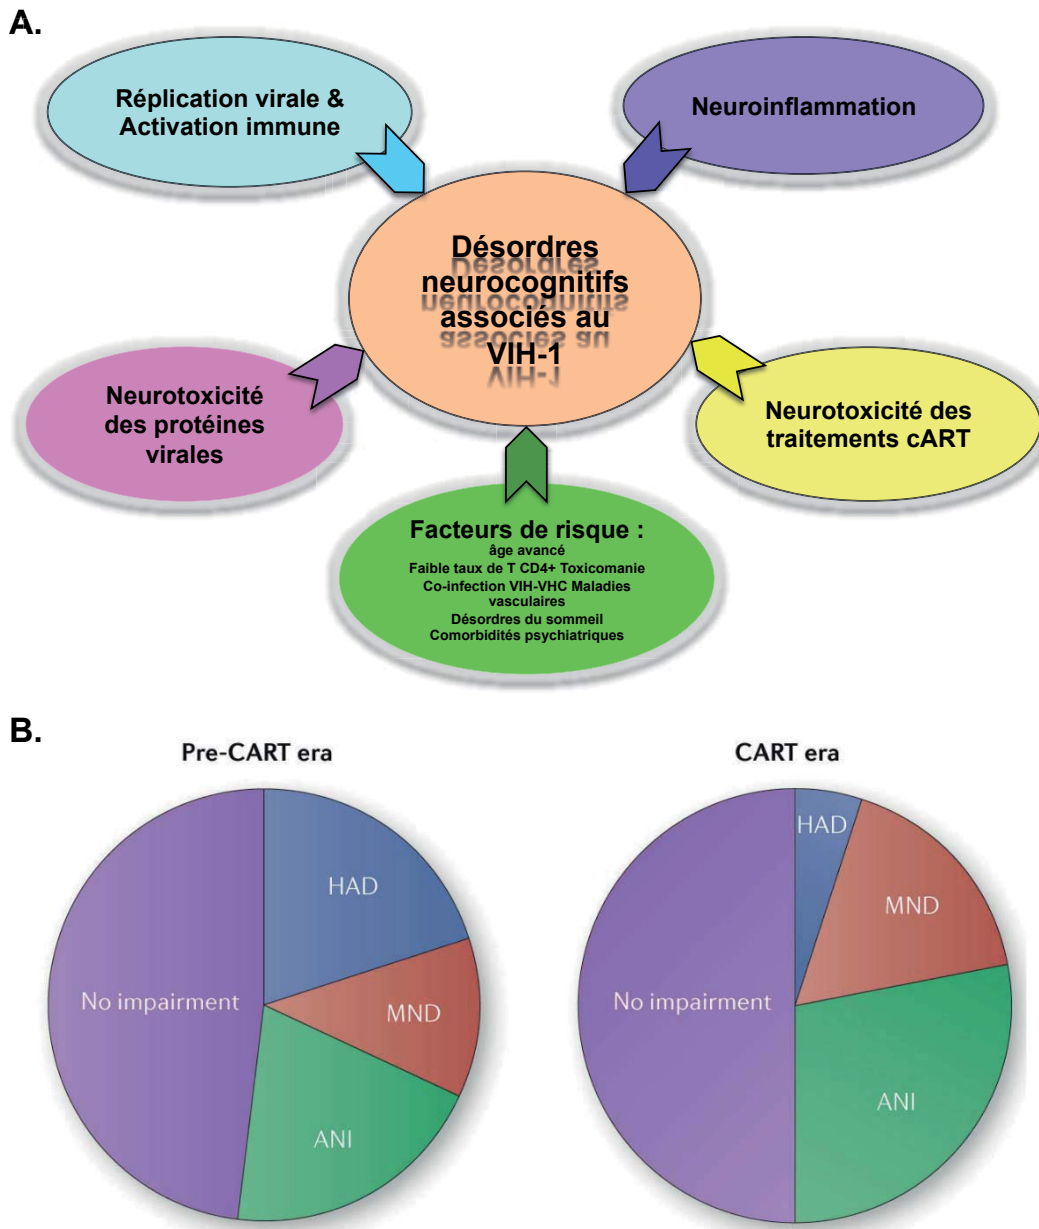 A.
Réplication virale &
Activation immune
Neuroinflammation
Désordres
neurocognitifs
associés au
VIH-1
Neurotoxicité
des protéines
virales
Neurotoxicité des
traitements cART
Facteurs de risque :
âge avancé
Faible taux de T CD4+ Toxicomanie
Co-infection VIH-VHC Maladies
vasculaires
Désordres du sommeil
Comorbidités psychiatriques
B.
Pre-CART era
CART era
HAD
MND
ANI
No impairment
HAD
MND
ANI
No impairment